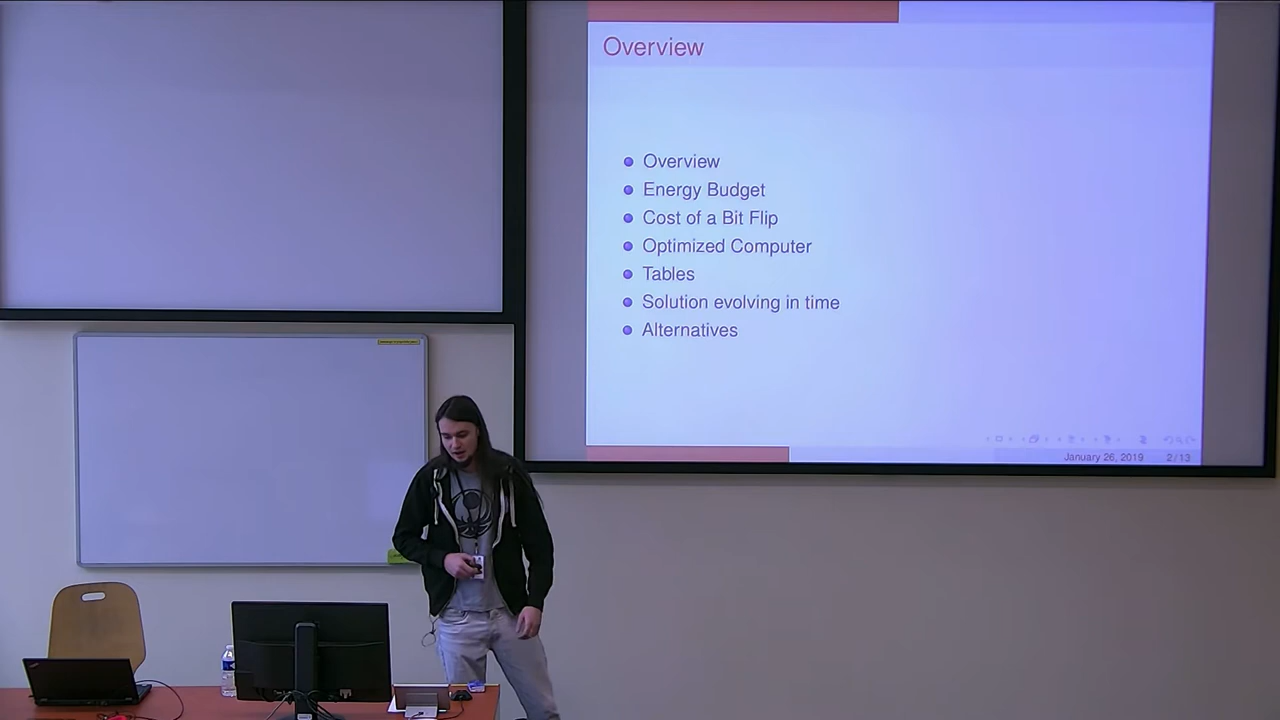 Overview
Overview
Energy Budget
Cost of a Bit Flip
Optimized Computer
Tables
Solution evolving in time
Alternatives
January 26, 2019 2/13